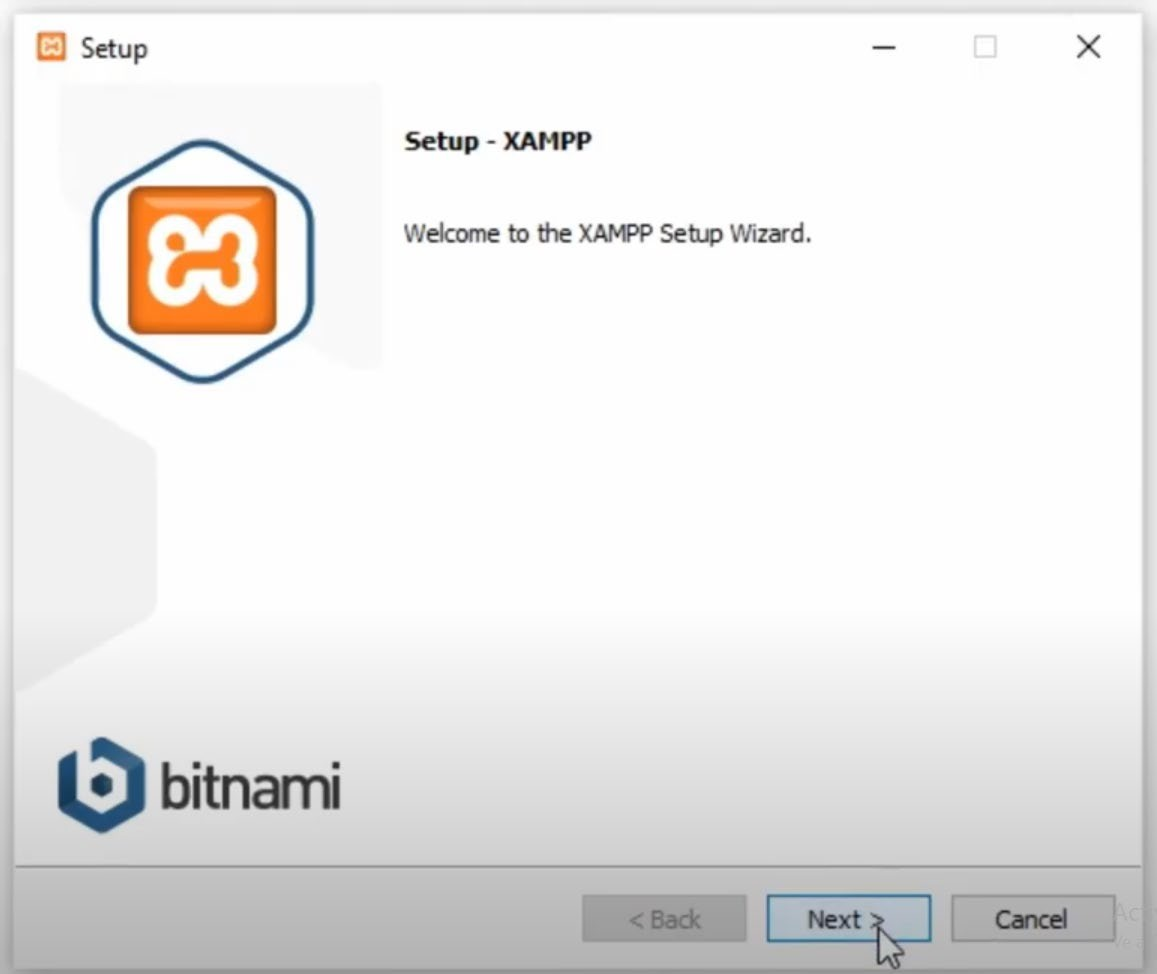 Setup
Setup - XAMPP
Welcome to the XAMPP Setup Wizard.
bitnami
< Back
Next >
Cancel